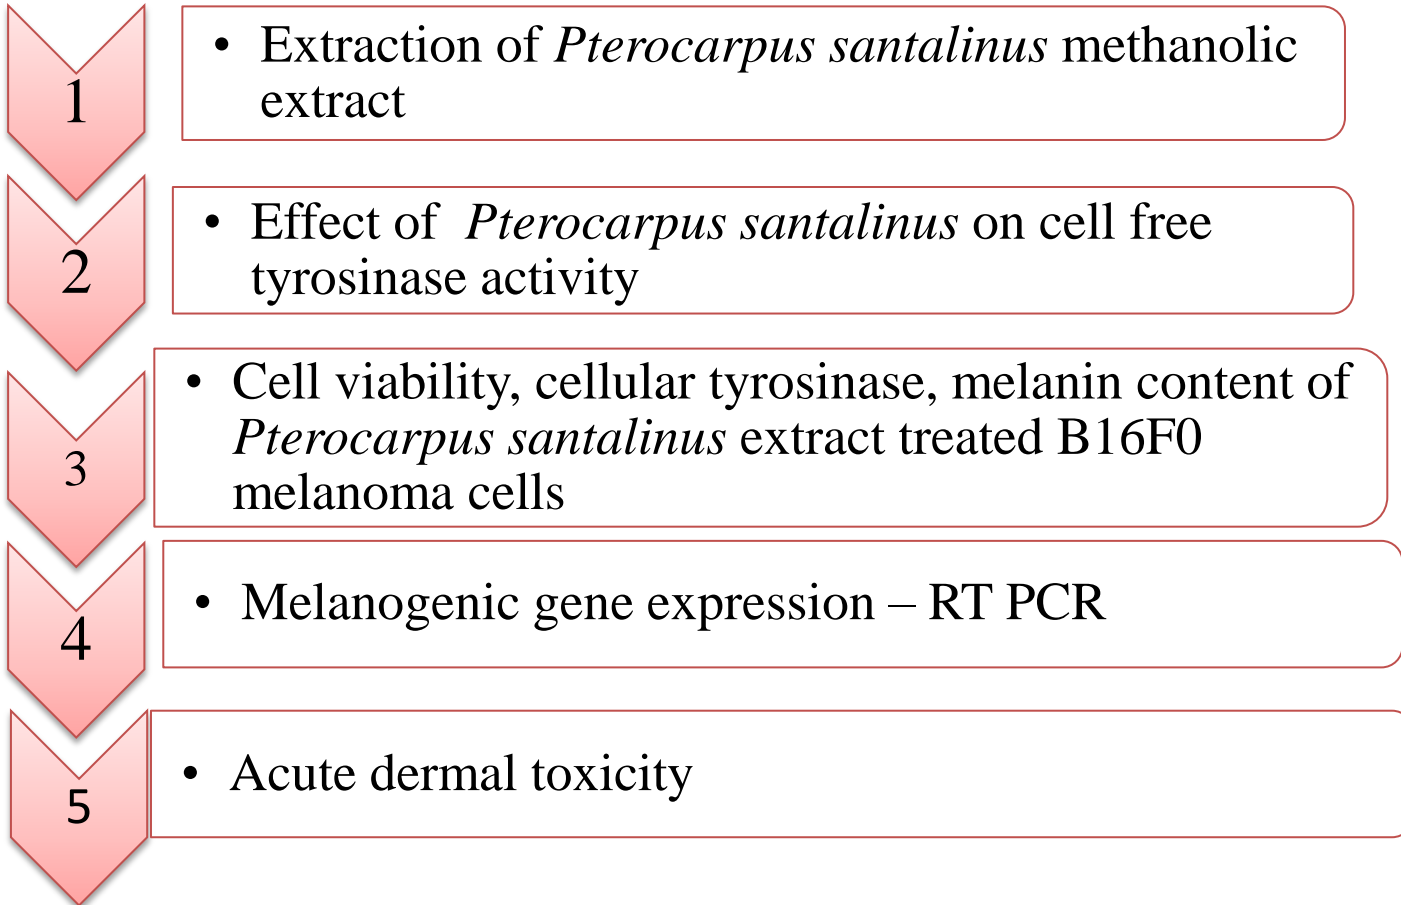 1
• Extraction of Pterocarpus santalinus methanolic
extract
2
• Effect of  Pterocarpus santalinus on cell free
tyrosinase activity
3
• Cell viability, cellular tyrosinase, melanin content of
Pterocarpus santalinus extract treated B16F0
melanoma cells
4
• Melanogenic gene expression – RT PCR
5
• Acute dermal toxicity